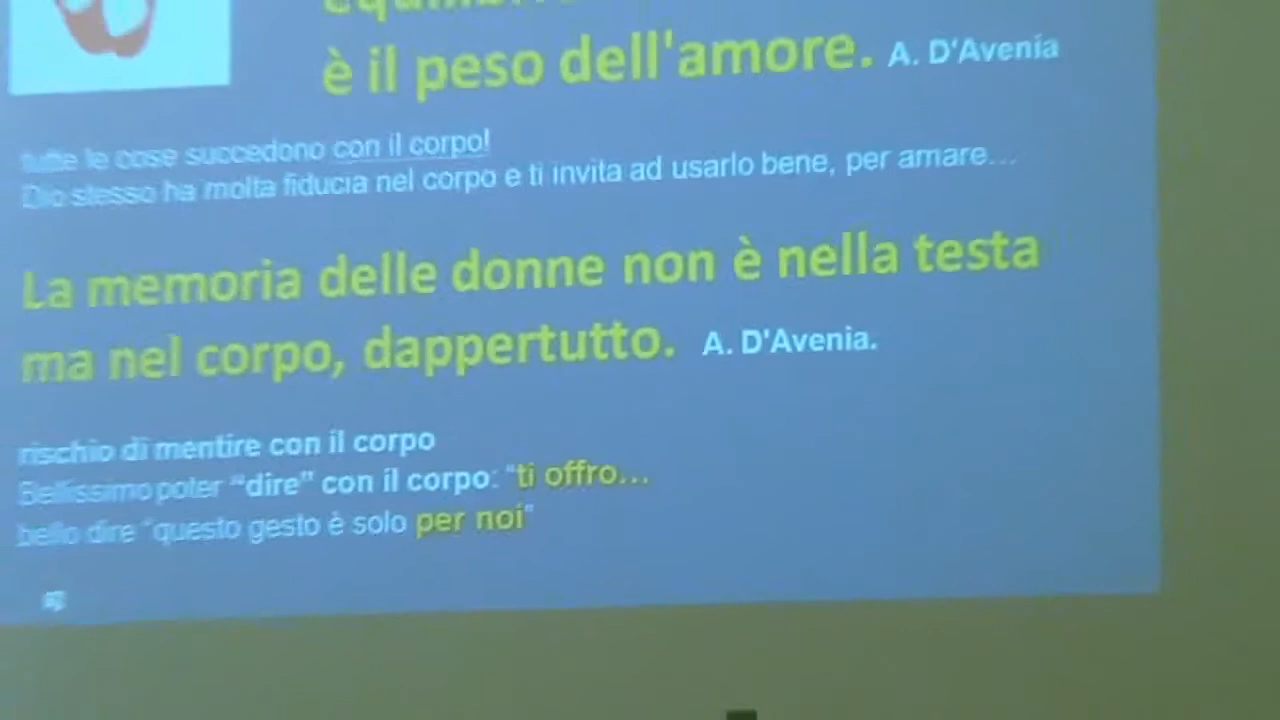 è il peso dell'amore. A. D'Avenia
tutte le cose succedono con il corpo!
Dio stesso ha molta fiducia nel corpo e ti invita ad usarlo bene, per amare...
La memoria delle donne non è nella testa
ma nel corpo, dappertutto. A. D'Avenia.
rischio di mentire con il corpo
Bellissimo poter “dire” con il corpo: “ti offro...
bello dire “questo gesto è solo per noi”